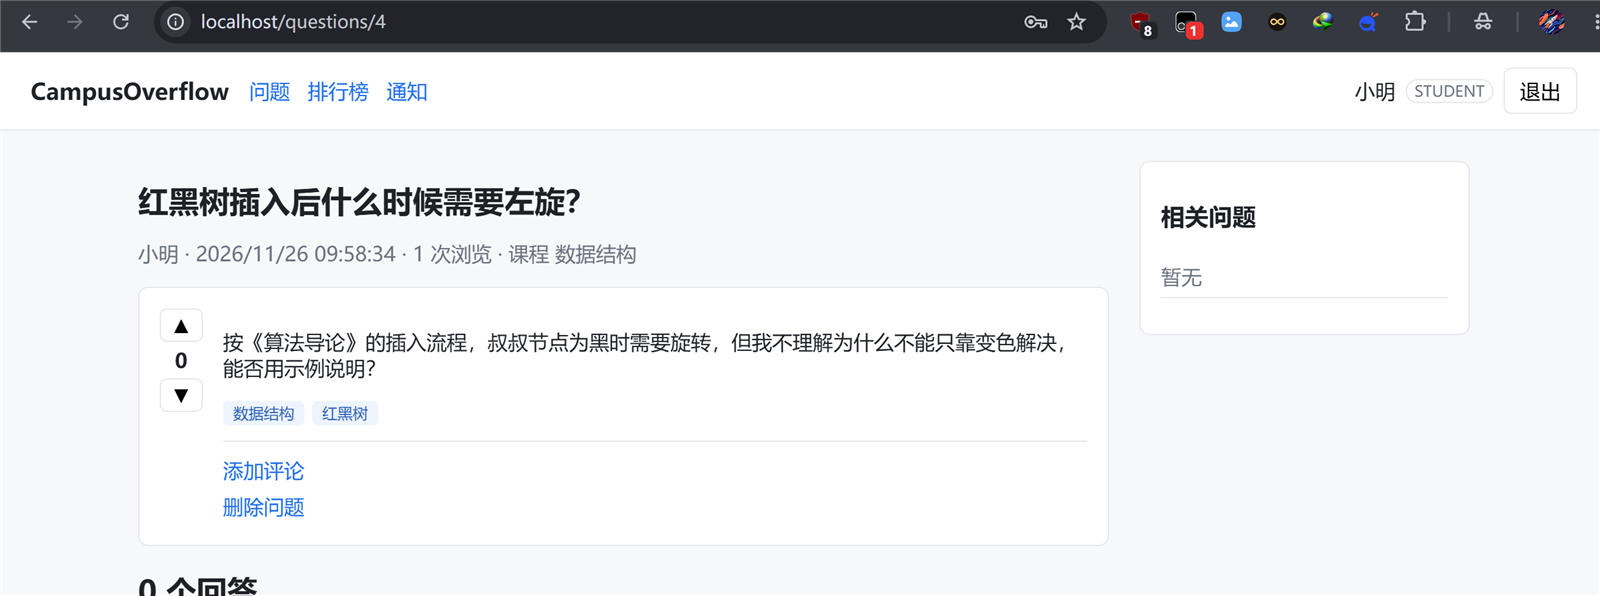 localhost/questions/4
8
1
CampusOverflow 问题 排行榜 通知
小明 STUDENT 退出
红黑树插入后什么时候需要左旋?
小明 · 2026/11/26 09:58:34 · 1 次浏览 · 课程 数据结构
▲
0
▼
按《算法导论》的插入流程，叔叔节点为黑时需要旋转，但我不理解为什么不能只靠变色解决，
能否用示例说明?
数据结构 红黑树
添加评论
删除问题
0 个回答
相关问题
暂无